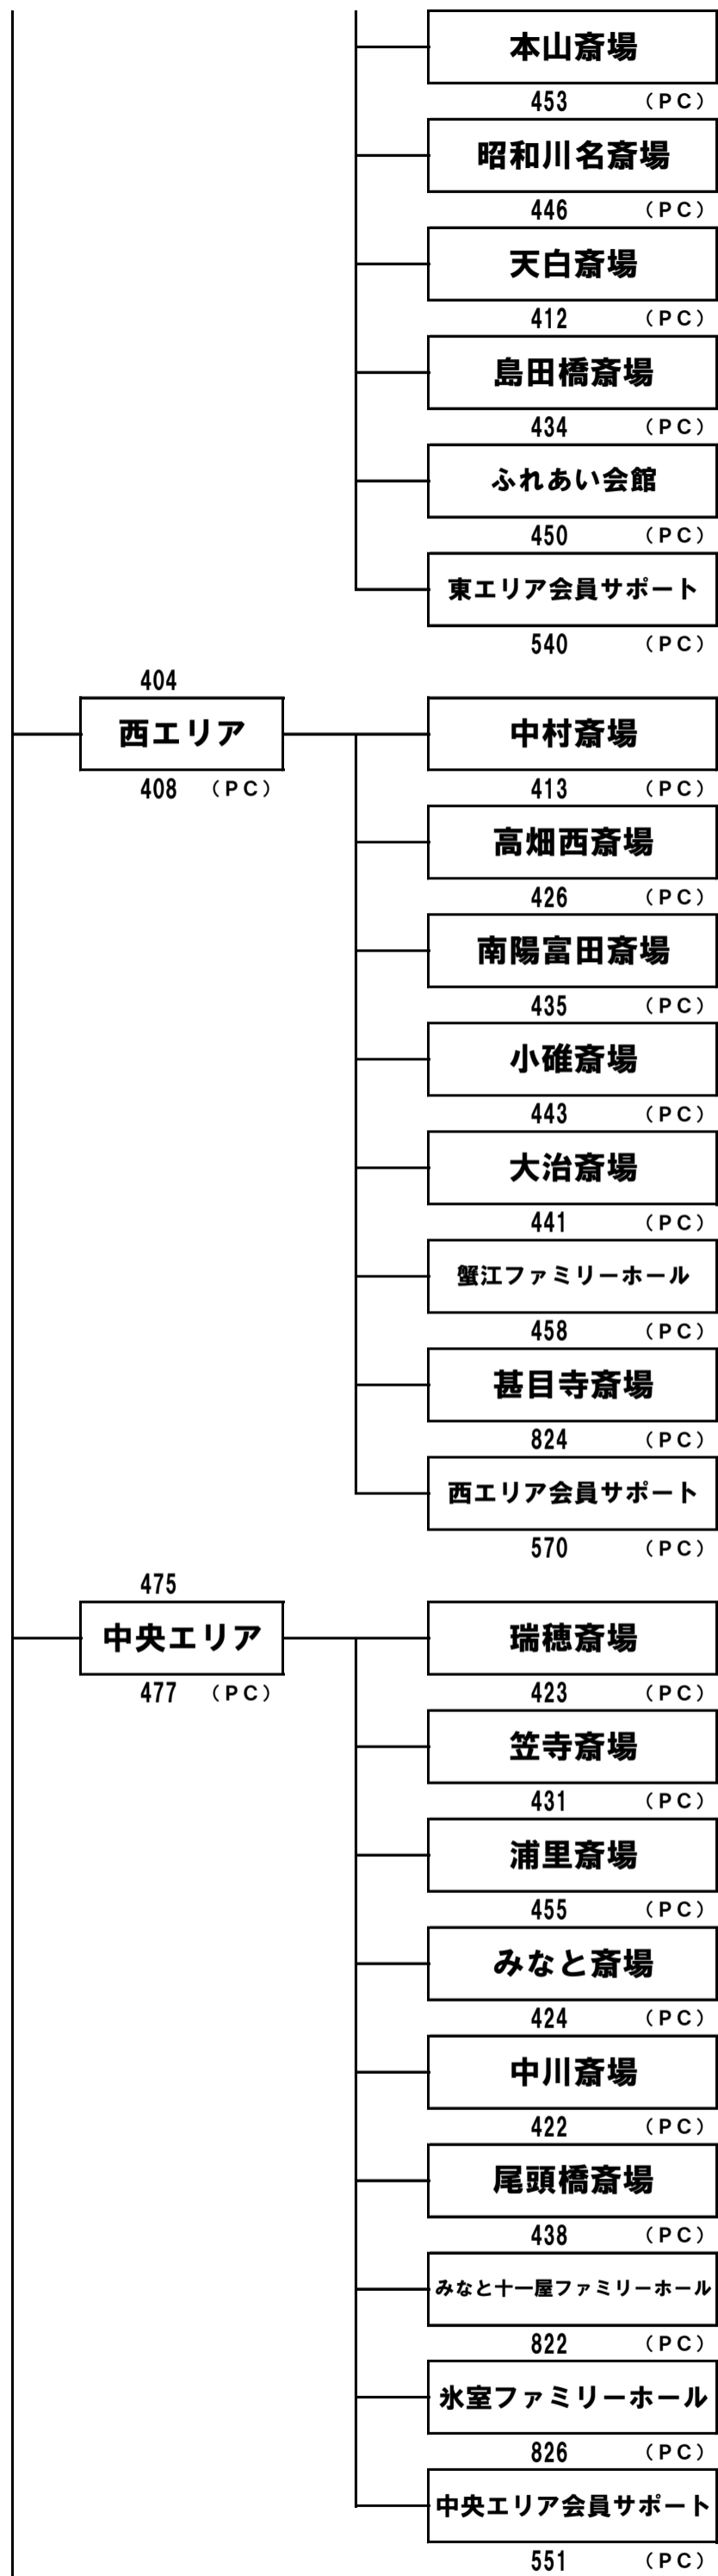 本山斎場
453 （ＰＣ）
昭和川名斎場
446 （ＰＣ）
天白斎場
412 （ＰＣ）
島田橋斎場
434 （ＰＣ）
ふれあい会館
450 （ＰＣ）
東エリア会員サポート
540 （ＰＣ）
404
西エリア
408 （ＰＣ）
中村斎場
413 （ＰＣ）
高畑西斎場
426 （ＰＣ）
南陽富田斎場
435 （ＰＣ）
小碓斎場
443 （ＰＣ）
大治斎場
441 （ＰＣ）
蟹江ファミリーホール
458 （ＰＣ）
甚目寺斎場
824 （ＰＣ）
西エリア会員サポート
570 （ＰＣ）
475
中央エリア
477 （ＰＣ）
瑞穂斎場
423 （ＰＣ）
笠寺斎場
431 （ＰＣ）
浦里斎場
455 （ＰＣ）
みなと斎場
424 （ＰＣ）
中川斎場
422 （ＰＣ）
尾頭橋斎場
438 （ＰＣ）
みなと十一屋ファミリーホール
822 （ＰＣ）
氷室ファミリーホール
826 （ＰＣ）
中央エリア会員サポート
551 （ＰＣ）